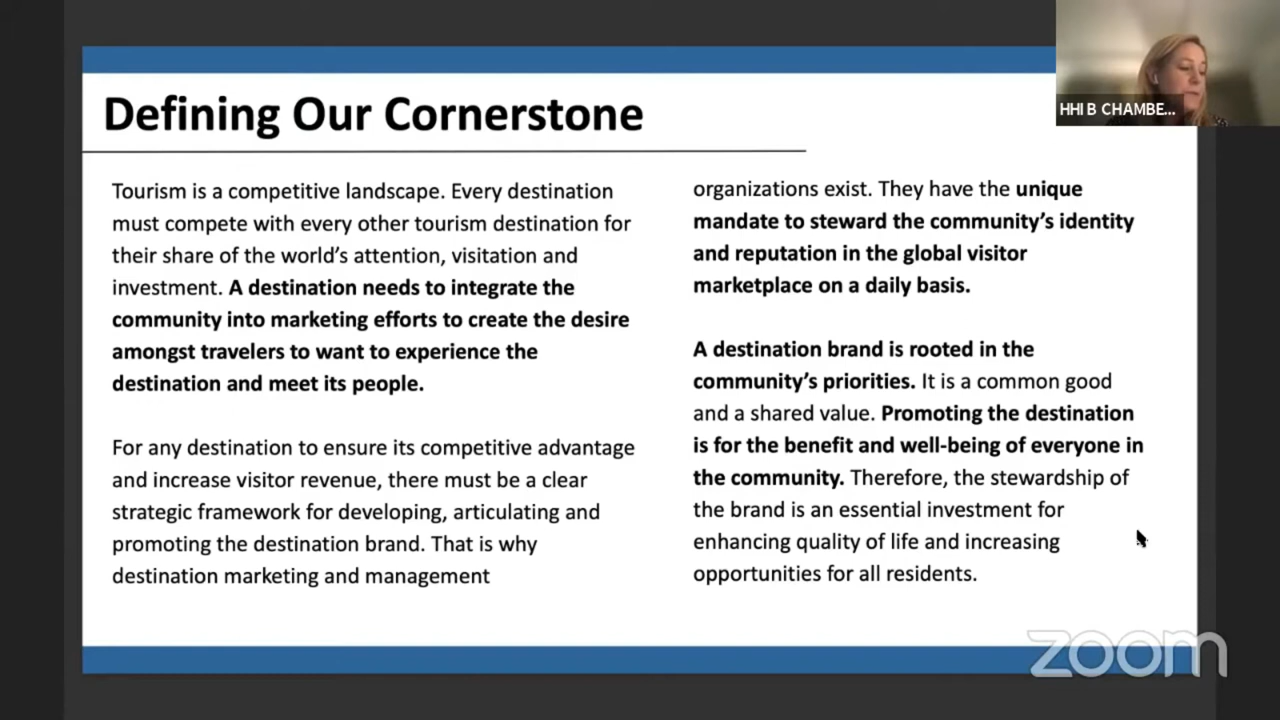 Defining Our Cornerstone
Tourism is a competitive landscape. Every destination
must compete with every other tourism destination for
their share of the world's attention, visitation and
investment. A destination needs to integrate the
community into marketing efforts to create the desire
amongst travelers to want to experience the
destination and meet its people.
For any destination to ensure its competitive advantage
and increase visitor revenue, there must be a clear
strategic framework for developing, articulating and
promoting the destination brand. That is why
destination marketing and management
organizations exist. They have the unique
mandate to steward the community's identity
and reputation in the global visitor
marketplace on a daily basis.
A destination brand is rooted in the
community's priorities. It is a common good
and a shared value. Promoting the destination
is for the benefit and well-being of everyone in
the community. Therefore, the stewardship of
the brand is an essential investment for
enhancing quality of life and increasing
opportunities for all residents.
HHI B CHAMBE...
zoom